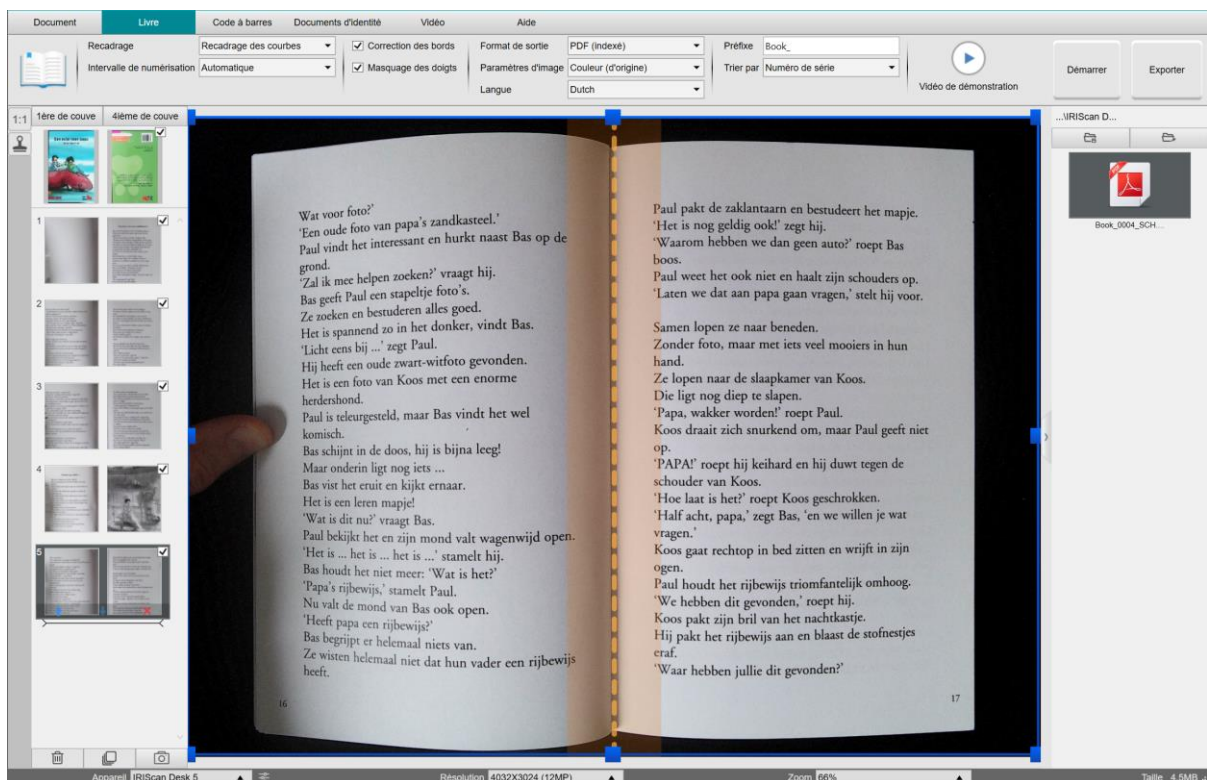 Document Livre Code à barres Documents d'identité Vidéo Aide
Recadrage Recadrage des courbes Correction des bords Format de sortie PDF (indexé) Préfixe Book_
Intervalle de numérisation Automatique Masquage des doigts Paramètres d'image Couleur (d'origine) Trier par Numéro de série
Langue Dutch
Vidéo de démonstration
Démarrer
Exporter
1:1
1ère de couve 4ième de couve
1
2
3
4
5
Wat voor foto?'
'Een oude foto van papa's zandkasteel.'
Paul vindt het interessant en hurkt naast Bas op de
grond.
'Zal ik mee helpen zoeken?' vraagt hij.
Bas geeft Paul een stapeltje foto's.
Ze zoeken en bestuderen alles goed.
Het is spannend zo in het donker, vindt Bas.
'Licht eens bij ...' zegt Paul.
Hij heeft een oude zwart-witfoto gevonden.
Het is een foto van Koos met een enorme
herdershond.
Paul is teleurgesteld, maar Bas vindt het wel
komisch.
Bas schijnt in de doos, hij is bijna leeg!
Maar onderin ligt nog iets ...
Bas vist het eruit en kijkt ernaar.
Het is een leren mapje!
'Wat is dit nu?' vraagt Bas.
Paul bekijkt het en zijn mond valt wagenwijd open.
'Het is ... het is ... het is ...' stamelt hij.
Bas houdt het niet meer: 'Wat is het?'
'Papa's rijbewijs,' stamelt Paul.
Nu valt de mond van Bas ook open.
'Heeft papa een rijbewijs?'
Bas begrijpt er helemaal niets van.
Ze wisten helemaal niet dat hun vader een rijbewijs
heeft.
16
Paul pakt de zaklantaarn en bestudeert het mapje.
'Het is nog geldig ook!' zegt hij.
'Waarom hebben we dan geen auto?' roept Bas
boos.
Paul weet het ook niet en haalt zijn schouders op.
'Laten we dat aan papa gaan vragen,' stelt hij voor.
Samen lopen ze naar beneden.
Zonder foto, maar met iets veel mooiers in hun
hand.
Ze lopen naar de slaapkamer van Koos.
Die ligt nog diep te slapen.
'Papa, wakker worden!' roept Paul.
Koos draait zich snurkend om, maar Paul geeft niet
op.
'PAPA!' roept hij keihard en hij duwt tegen de
schouder van Koos.
'Hoe laat is het?' roept Koos geschrokken.
'Half acht, papa,' zegt Bas, 'en we willen je wat
vragen.'
Koos gaat rechtop in bed zitten en wrijft in zijn
ogen.
Paul houdt het rijbewijs triomfantelijk omhoog.
'We hebben dit gevonden,' roept hij.
Koos pakt zijn bril van het nachtkastje.
Hij pakt het rijbewijs aan en blaast de stofnestjes
eraf.
'Waar hebben jullie dit gevonden?'
17
...\IRIScan D...
Book_0004_SCH...
Appareil IRIScan Desk 5 Résolution 4032X3024 (12MP) Zoom 66% Taille 4.5MB